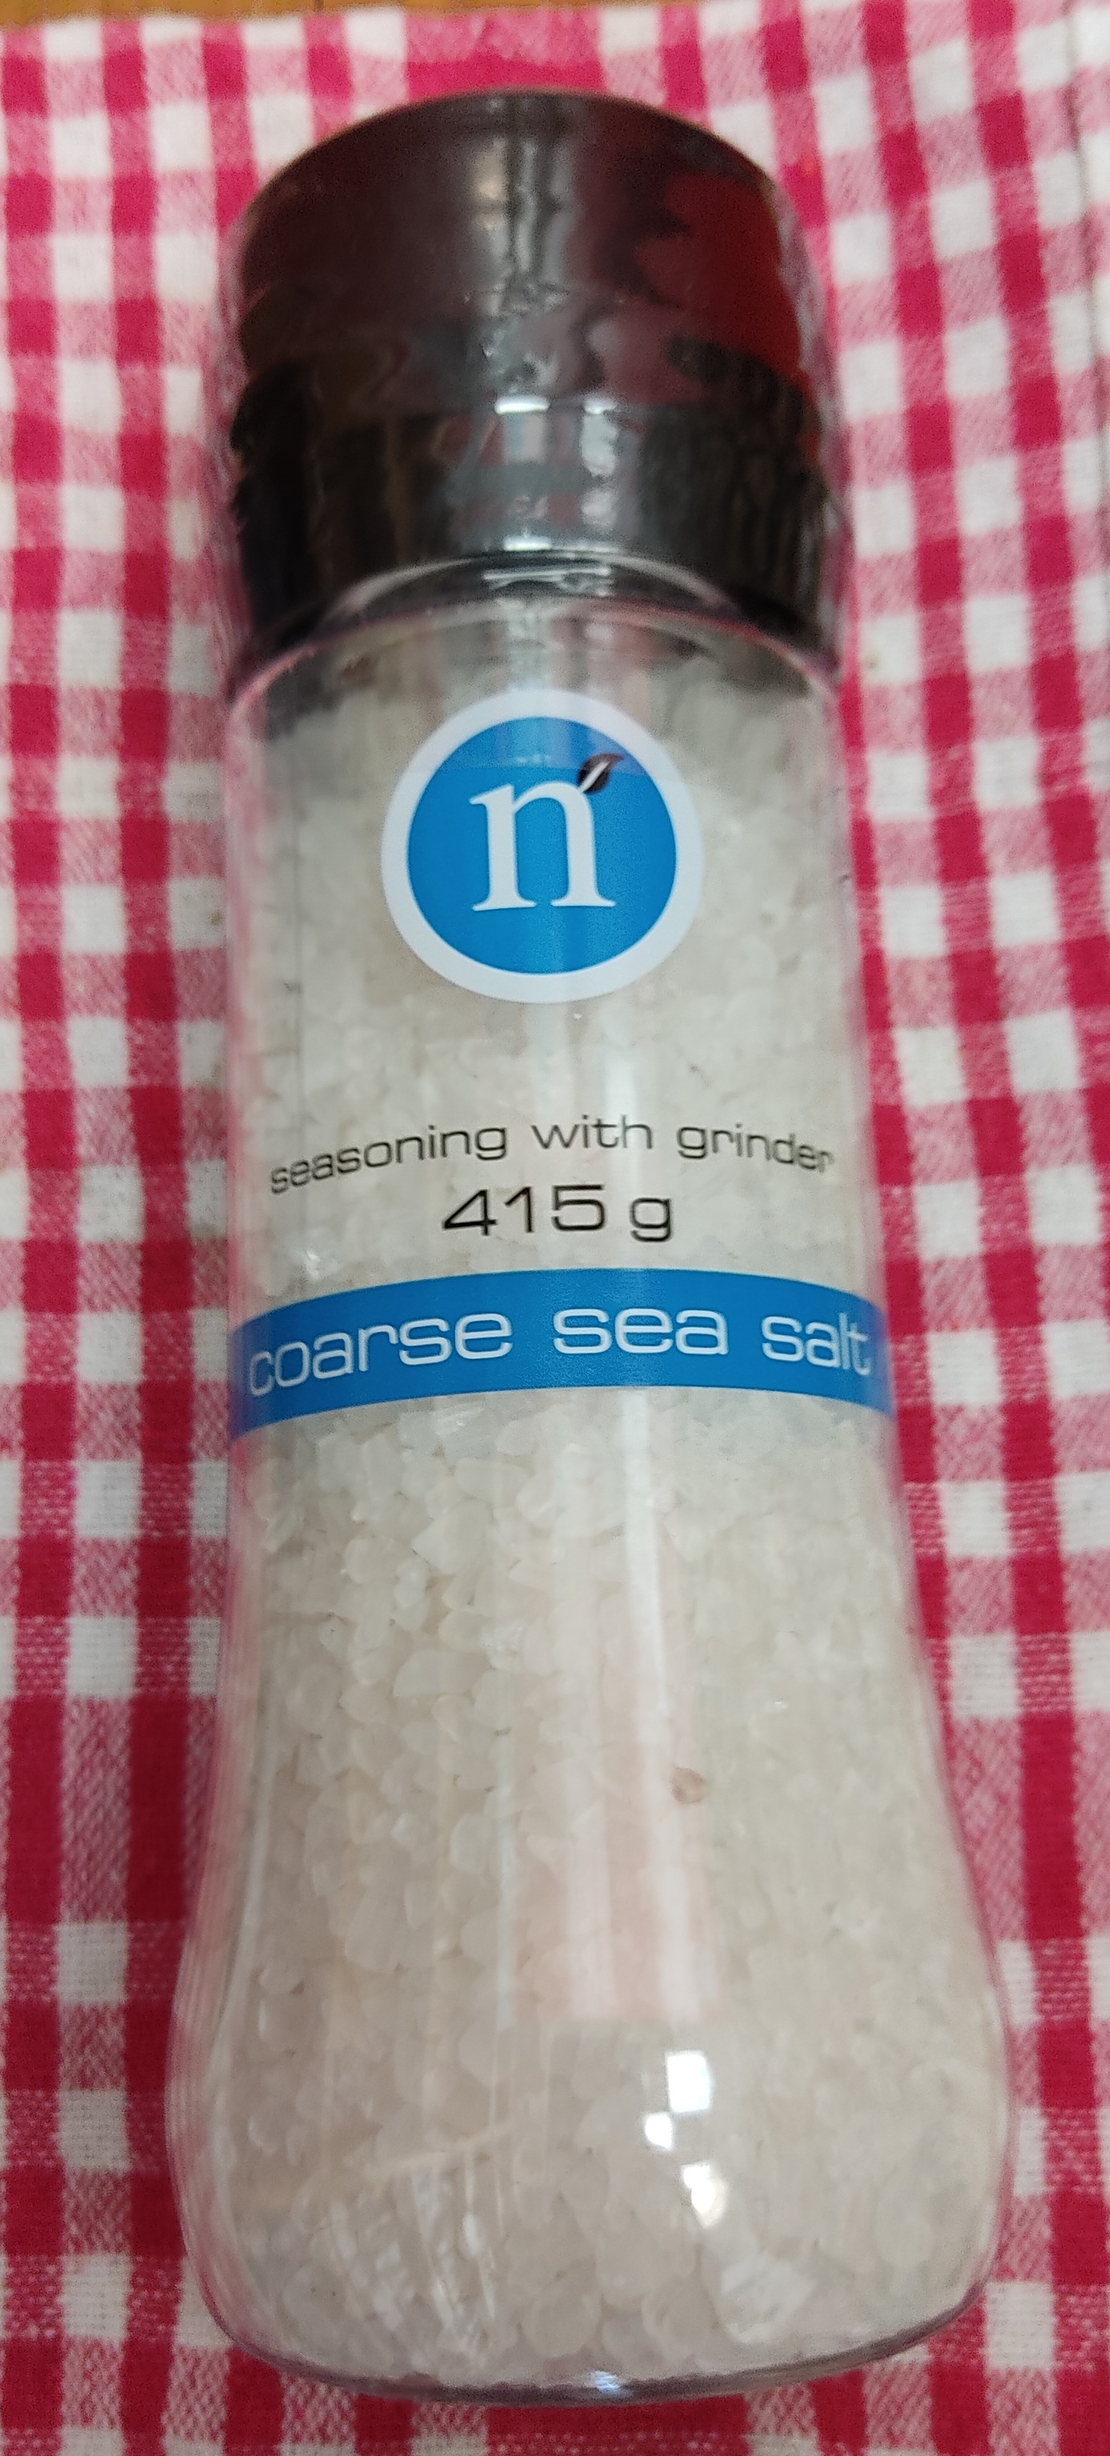 n
seasoning with grinder
415 g
coarse sea salt